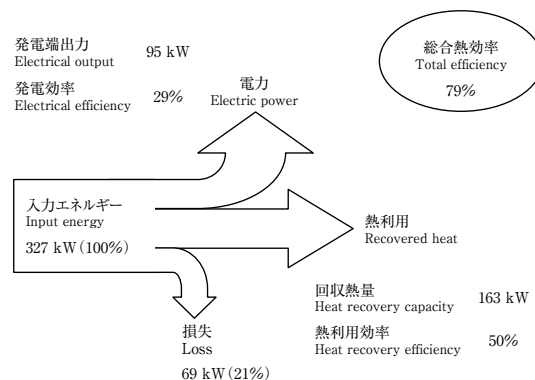 発電端出力 95 kW
Electrical output
発電効率 29%
Electrical efficiency
総合熱効率
Total efficiency
79%
電力
Electric power
入力エネルギー
Input energy
327 kW(100%)
熱利用
Recovered heat
回収熱量 163 kW
Heat recovery capacity
熱利用効率 50%
Heat recovery efficiency
損失
Loss
69 kW(21%)